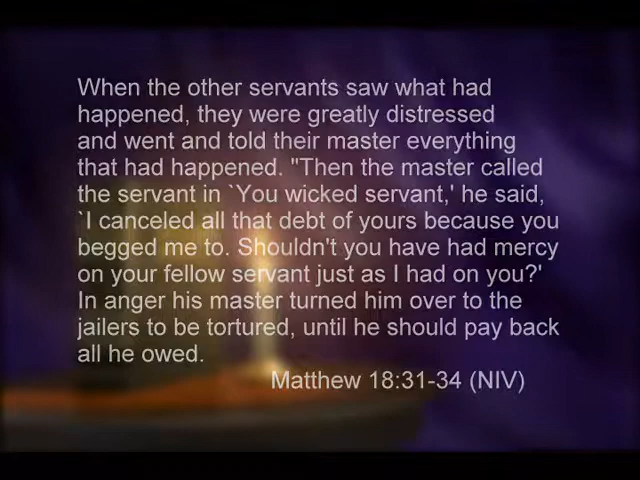 When the other servants saw what had
happened, they were greatly distressed
and went and told their master everything
that had happened. "Then the master called
the servant in `You wicked servant,' he said,
`I canceled all that debt of yours because you
begged me to. Shouldn't you have had mercy
on your fellow servant just as I had on you?'
In anger his master turned him over to the
jailers to be tortured, until he should pay back
all he owed.
Matthew 18:31-34 (NIV)